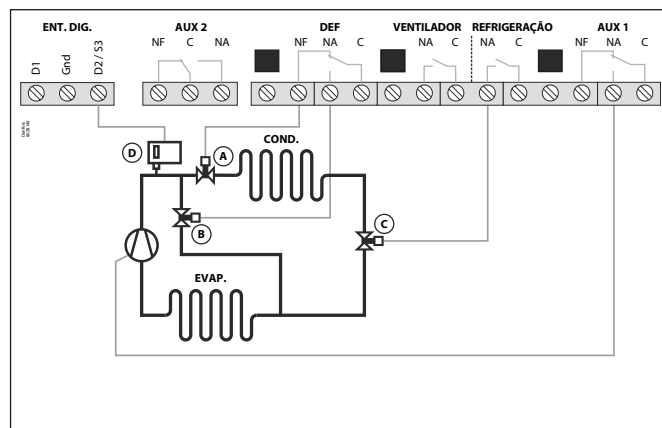 ENT. DIG. AUX 2 DEF VENTILADOR REFRIGERAÇÃO AUX 1
D1 Gnd D2 / S3 NF C NA NF NA C NA C NA C NF NA C
D A COND.
B C
EVAP.